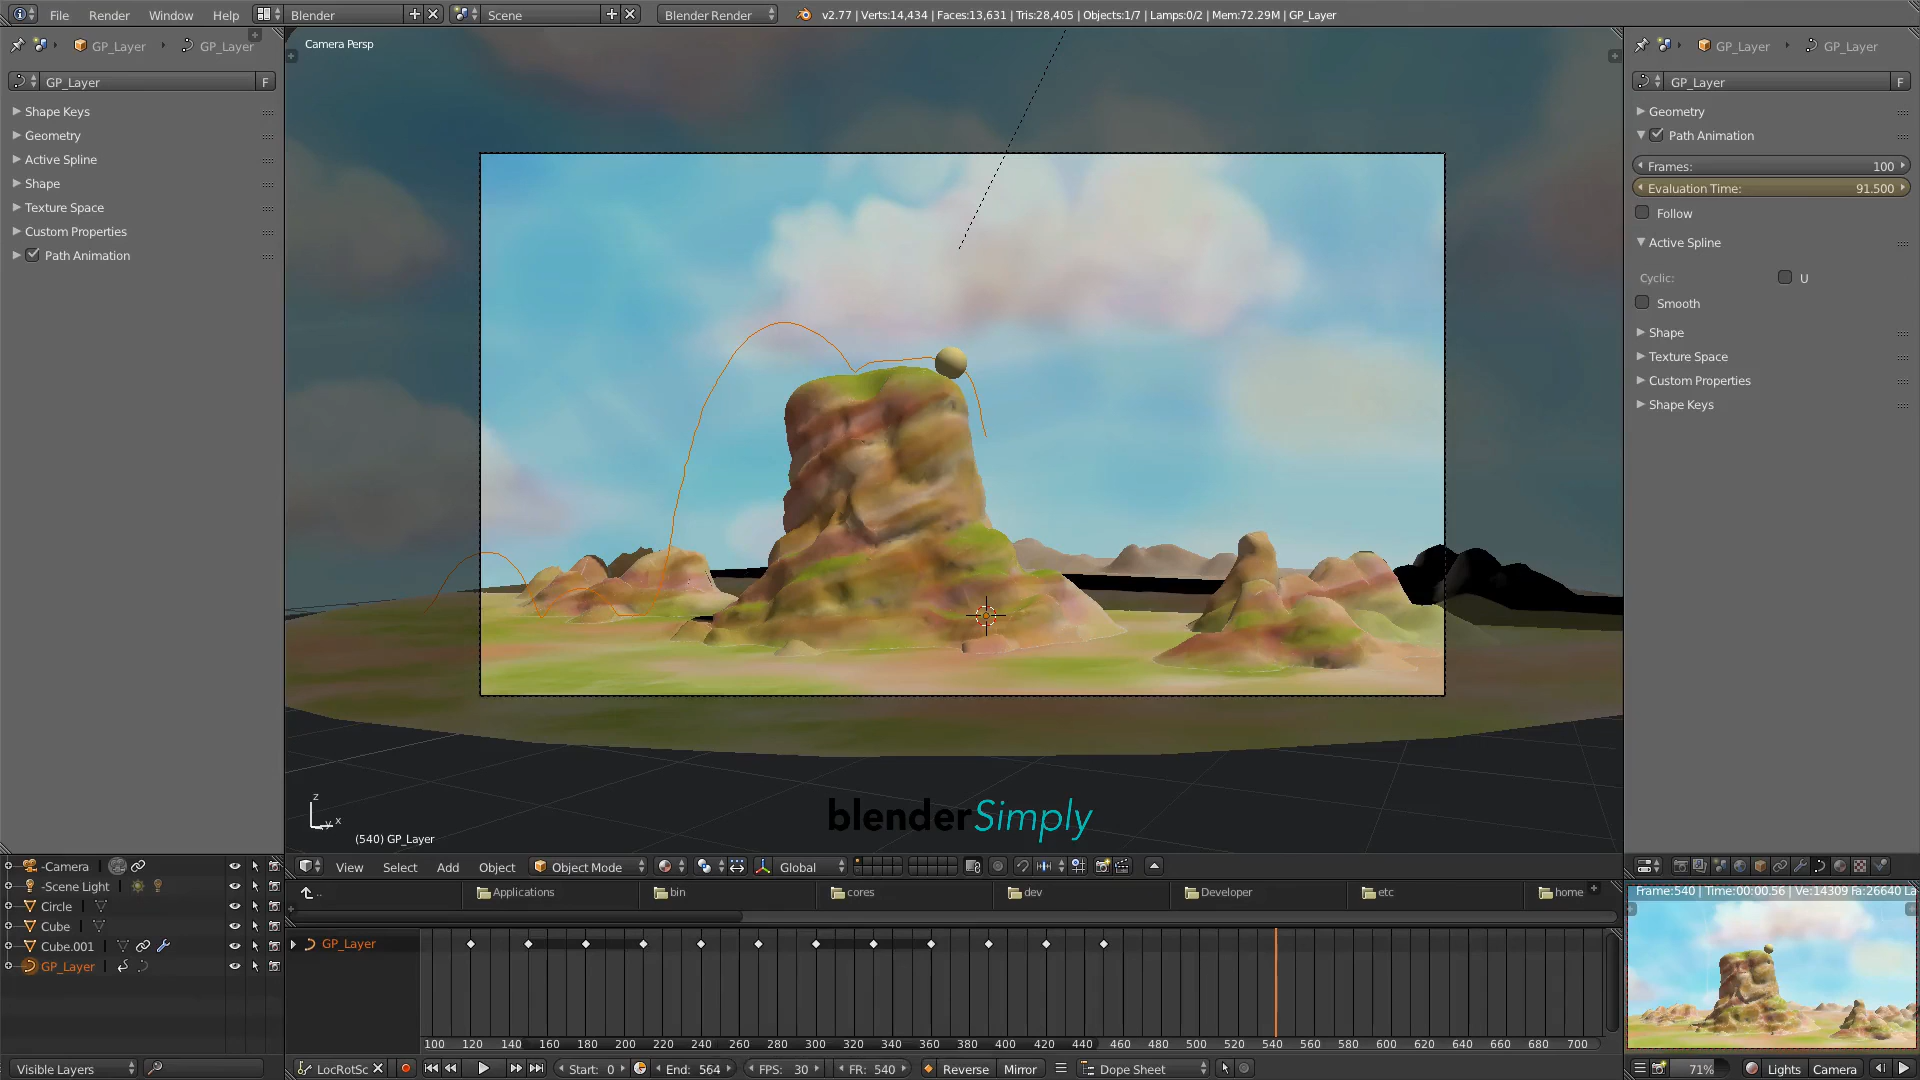 File Render Window Help Blender Scene Blender Render v2.77 | Verts:14,434 | Faces:13,631 | Tris:28,405 | Objects:1/7 | Lamps:0/2 | Mem:72.29M | GP_Layer
GP_Layer GP_Layer
GP_Layer F
Shape Keys
Geometry
Active Spline
Shape
Texture Space
Custom Properties
Path Animation
Camera Persp
z
y x
(540) GP_Layer
blenderSimply
GP_Layer GP_Layer
GP_Layer F
Geometry
Path Animation
Frames: 100
Evaluation Time: 91.500
Follow
Active Spline
Cyclic: U
Smooth
Shape
Texture Space
Custom Properties
Shape Keys
-Camera
-Scene Light
Circle
Cube
Cube.001
GP_Layer
Visible Layers
View Select Add Object Object Mode Global
.. Applications bin cores dev Developer etc home
GP_Layer
100 120 140 160 180 200 220 240 260 280 300 320 340 360 380 400 420 440 460 480 500 520 540 560 580 600 620 640 660 680 700
LocRotSc Start: 0 End: 564 FPS: 30 FR: 540 Reverse Mirror Dope Sheet
Frame:540 | Time:00:00.56 | Ve:14309 Fa:26640 La
71% Lights Camera